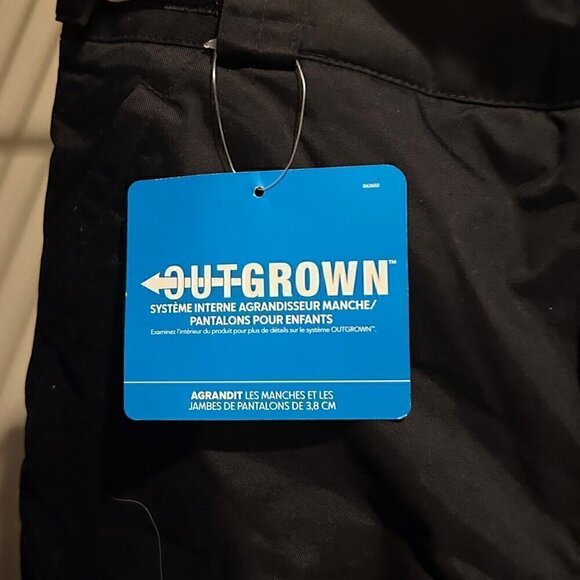 062650
OUTGROWN™
SYSTÈME INTERNE AGRANDISSEUR MANCHE/
PANTALONS POUR ENFANTS
Examinez l'intérieur du produit pour plus de détails sur le système OUTGROWN™.
AGRANDIT LES MANCHES ET LES
JAMBES DE PANTALONS DE 3,8 CM